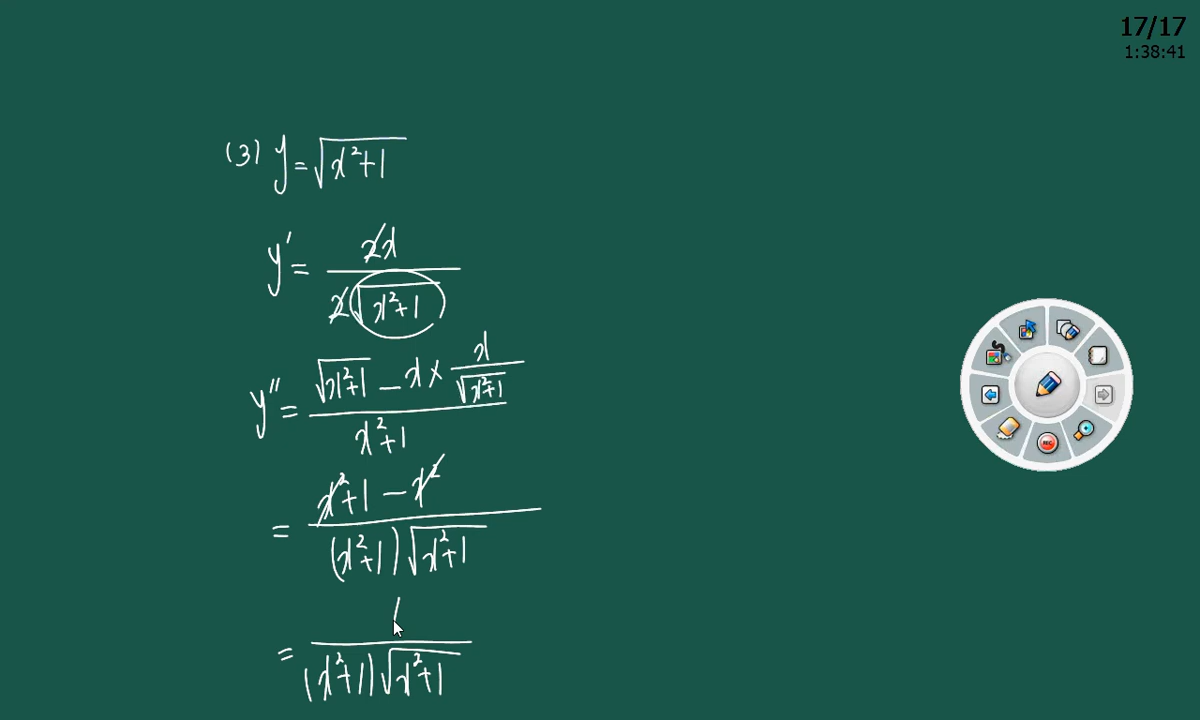 17/17
1:38:41
(3) y = √(x²+1)
y' = 2x / 2√(x²+1)
y'' = (√(x²+1) − x × x/√(x²+1)) / (x²+1)
= (x²+1 − x²) / ((x²+1)√(x²+1))
= 1 / ((x²+1)√(x²+1))
REC